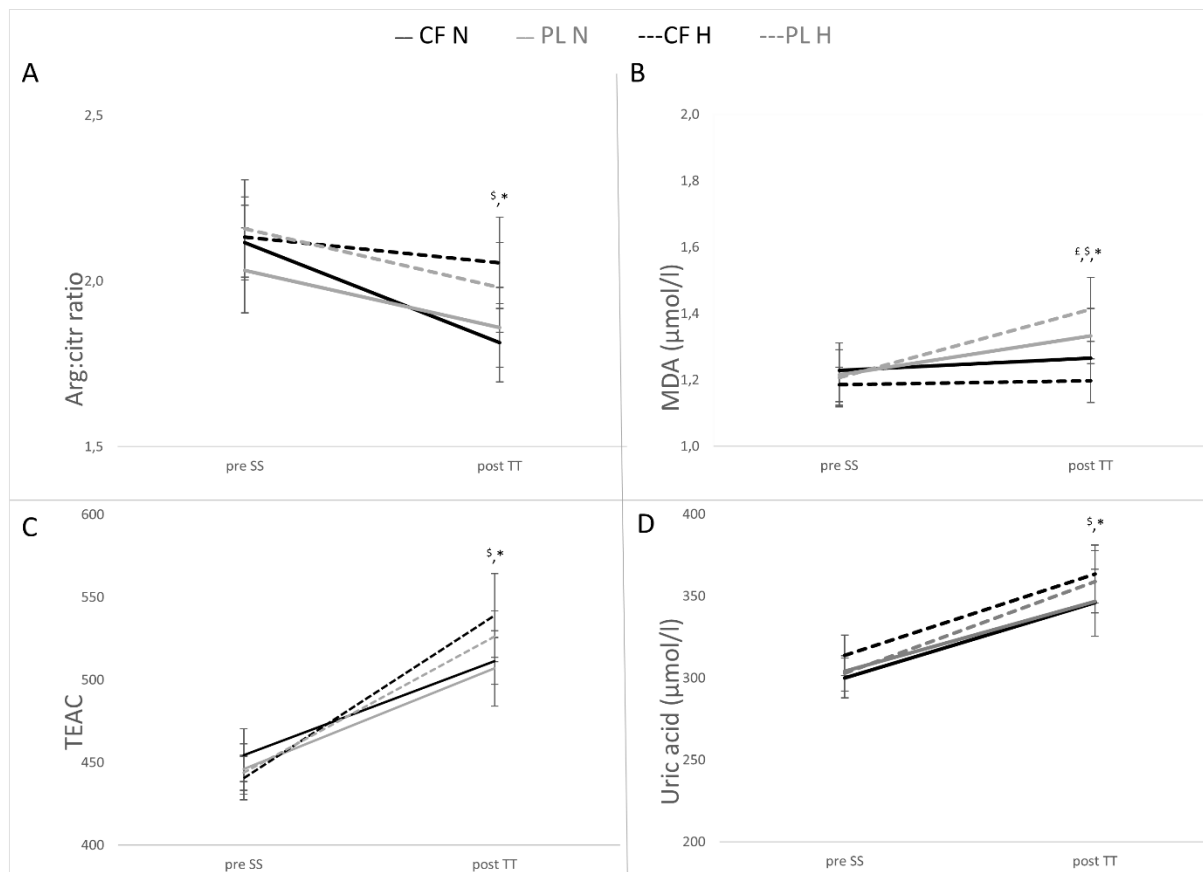 CF N PL N CF H PL H
A
Arg:citr ratio
2,5
2,0
1,5
$,*
pre SS post TT
B
MDA (µmol/l)
2,0
1,8
1,6
1,4
1,2
1,0
£,$,*
pre SS post TT
C
TEAC
600
550
500
450
400
$,*
pre SS post TT
D
Uric acid (µmol/l)
400
350
300
250
200
$,*
pre SS post TT